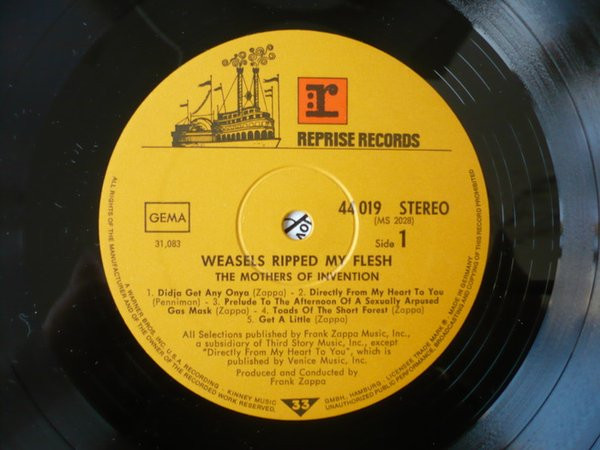 :r
REPRISE RECORDS
GEMA
31,083
44 019 STEREO
(MS 2028)
Side 1
WEASELS RIPPED MY FLESH
THE MOTHERS OF INVENTION
1. Didja Get Any Onya (Zappa) - 2. Directly From My Heart To You
(Penniman) - 3. Prelude To The Afternoon Of A Sexually Arpused
Gas Mask (Zappa) - 4. Toads Of The Short Forest (Zappa)
5. Get A Little (Zappa)
All Selections published by Frank Zappa Music, Inc.,
a subsidiary of Third Story Music, Inc., except
"Directly From My Heart To You", which is
published by Venice Music, Inc.
Produced and Conducted by
Frank Zappa
33
ALL RIGHTS OF THE MANUFACTURER AND OF THE OWNER OF THE RECORDED WORK RESERVED.
A WARNER BROS. INC. U.S.A. RECORDING - KINNEY MUSIC GMBH, HAMBURG - LICENSER TRADE MARK ® - MADE IN GERMANY
UNAUTHORIZED PUBLIC PERFORMANCE, BROADCASTING AND COPYING OF THIS RECORD PROHIBITED